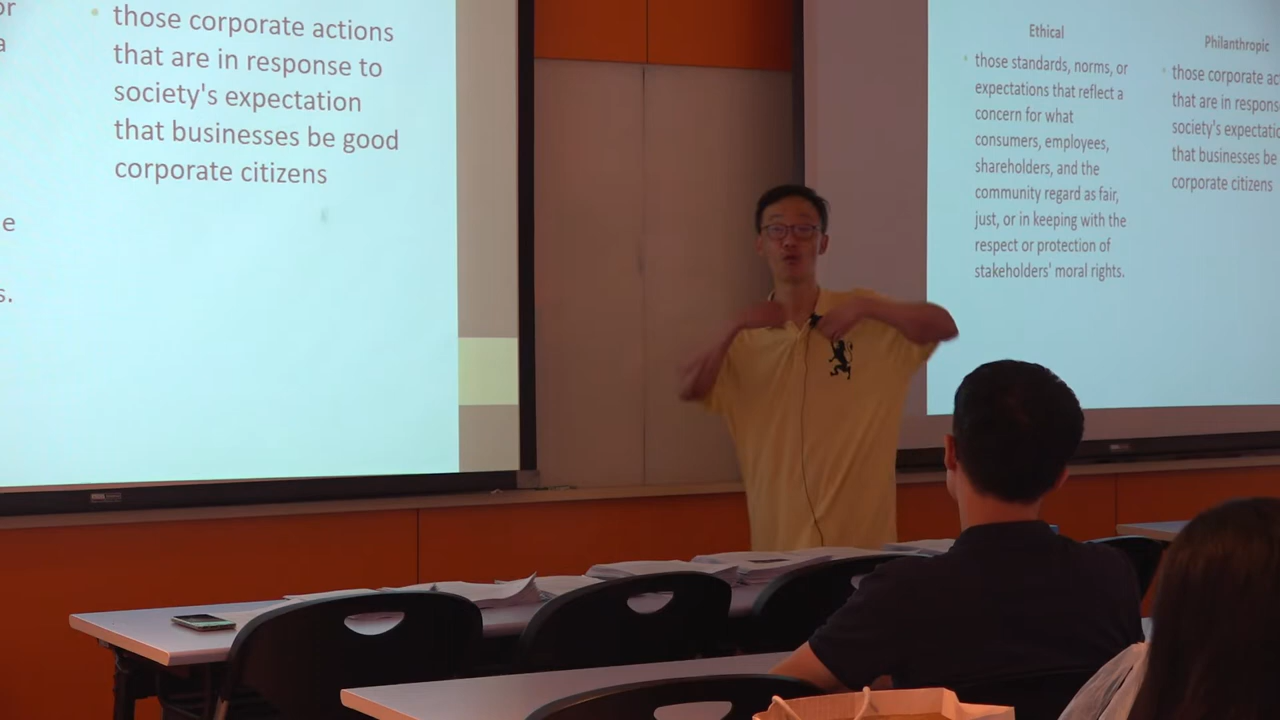 those corporate actions
that are in response to
society's expectation
that businesses be good
corporate citizens
e
s.
Ethical
those standards, norms, or
expectations that reflect a
concern for what
consumers, employees,
shareholders, and the
community regard as fair,
just, or in keeping with the
respect or protection of
stakeholders' moral rights.
Philanthropic
those corporate ac
that are in respons
society's expectatio
that businesses be
corporate citizens